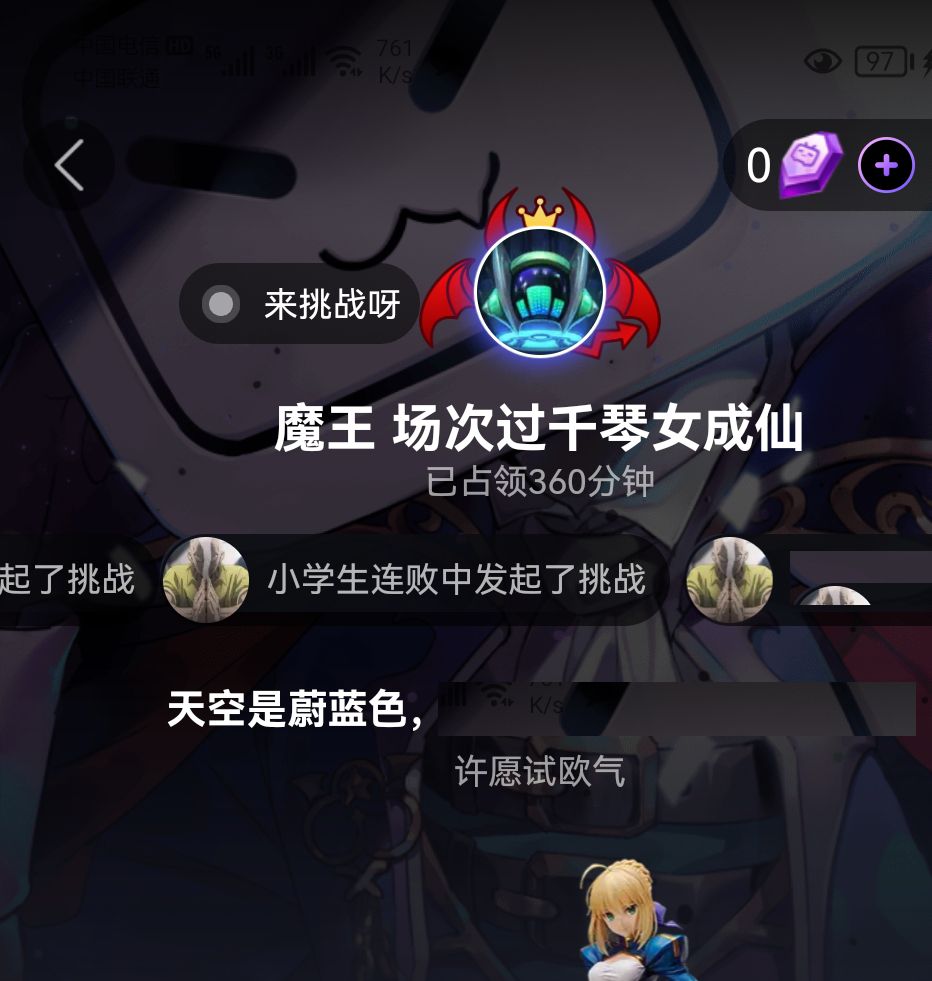 中国电信 HD 5G 3G 761
中国联通 K/s 97
0
来挑战呀
魔王 场次过千琴女成仙
已占领360分钟
起了挑战 小学生连败中发起了挑战
天空是蔚蓝色，
K/s
许愿试欧气